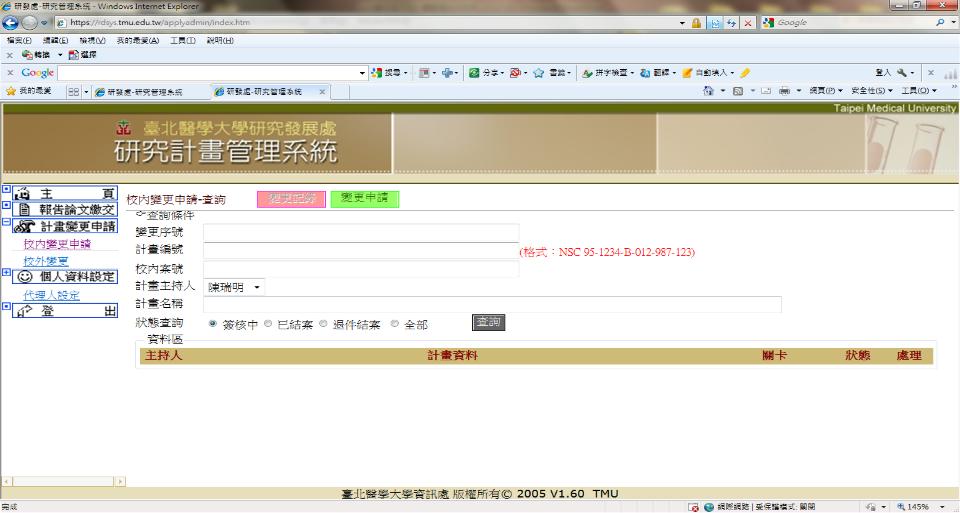 研發處-研究管理系統 - Windows Internet Explorer
https://rdsys.tmu.edu.tw/applyadmin/index.htm
Google
檔案(F) 編輯(E) 檢視(V) 我的最愛(A) 工具(T) 說明(H)
× 轉換 選擇
× Google 搜尋 分享 書籤 拼字檢查 翻譯 自動填入 登入
我的最愛 研發處-研究管理系統 研發處-研究管理系統 × 網頁(P) 安全性(S) 工具(O)
Taipei Medical University
臺北醫學大學研究發展處
研究計畫管理系統
主 頁
報告論文繳交
計畫變更申請
校內變更申請
校外變更
個人資料設定
代理人設定
登 出
校內變更申請-查詢 變更記錄 變更申請
查詢條件
變更序號
計畫編號 (格式：NSC 95-1234-B-012-987-123)
校內案號
計畫主持人 陳瑞明
計畫名稱
狀態查詢 簽核中 已結案 退件結案 全部 查詢
資料區
主持人 計畫資料 關卡 狀態 處理
臺北醫學大學資訊處 版權所有© 2005 V1.60 TMU
完成 網際網路 | 受保護模式: 關閉 145%